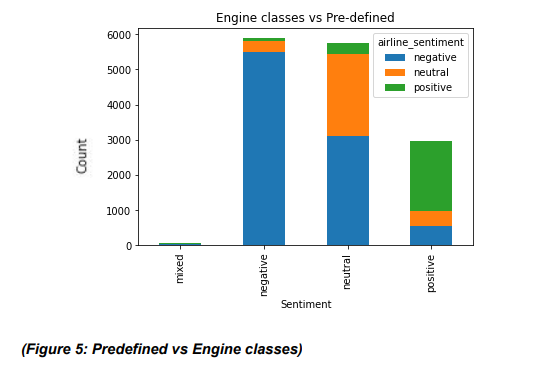 Engine classes vs Pre-defined
6000
5000
4000
3000
2000
1000
0
Count
airline_sentiment
negative
neutral
positive
mixed
negative
neutral
positive
Sentiment
(Figure 5: Predefined vs Engine classes)